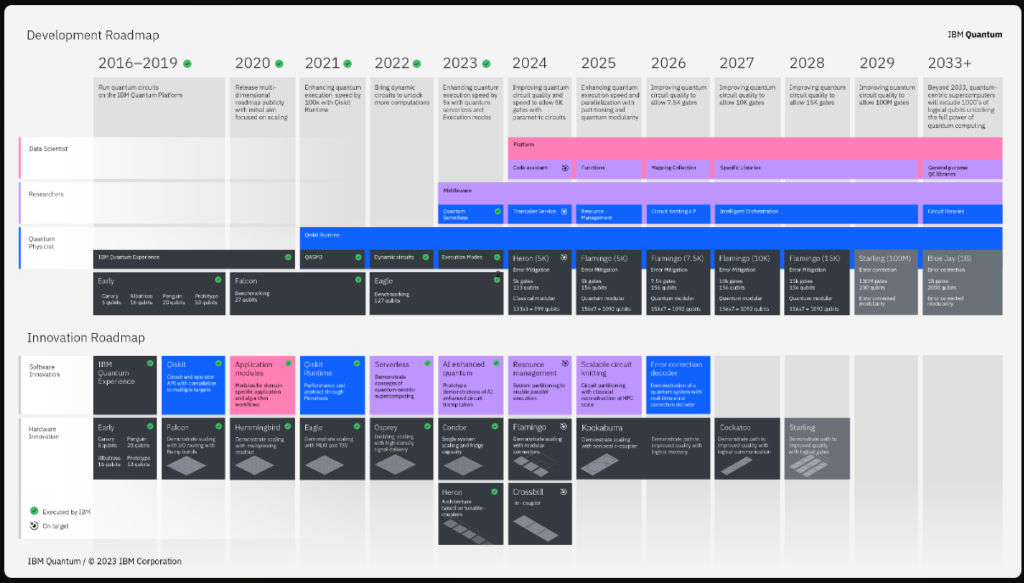 Development Roadmap
IBM Quantum
2016–2019
2020
2021
2022
2023
2024
2025
2026
2027
2028
2029
2033+
Run quantum circuits
on the IBM Quantum Platform
Release multi-
dimensional
roadmap publicly
with initial aim
focused on scaling
Enhancing quantum
execution speed by
100x with Qiskit
Runtime
Bring dynamic
circuits to unlock
more computations
Enhancing quantum
execution speed by
5x with quantum
serverless and
Execution modes
Improving quantum
circuit quality and
speed to allow 5K
gates with
parametric circuits
Enhancing quantum
execution speed and
parallelization with
partitioning and
quantum modularity
Improving quantum
circuit quality to
allow 7.5K gates
Improving quantum
circuit quality to
allow 10K gates
Improving quantum
circuit quality to
allow 15K gates
Improving quantum
circuit quality to
allow 100M gates
Beyond 2033, quantum-
centric supercomputers
will include 1000's of
logical qubits unlocking
the full power of
quantum computing
Data Scientist
Platform
Code assistant
Functions
Mapping Collection
Specific Libraries
General purpose
QC libraries
Researchers
Middleware
Quantum
Serverless
Transpiler Service
Resource
Management
Circuit Knitting x P
Intelligent Orchestration
Circuit libraries
Quantum
Physicist
Qiskit Runtime
IBM Quantum Experience
QASM3
Dynamic circuits
Execution Modes
Heron (5K)
Error Mitigation
5k gates
133 qubits
Classical modular
133x3 = 399 qubits
Flamingo (5K)
Error Mitigation
5k gates
156 qubits
Quantum modular
156x7 = 1092 qubits
Flamingo (7.5K)
Error Mitigation
7.5k gates
156 qubits
Quantum modular
156x7 = 1092 qubits
Flamingo (10K)
Error Mitigation
10k gates
156 qubits
Quantum modular
156x7 = 1092 qubits
Flamingo (15K)
Error Mitigation
15k gates
156 qubits
Quantum modular
156x7 = 1092 qubits
Starling (100M)
Error correction
100M gates
200 qubits
Error corrected
modularity
Blue Jay (1B)
Error correction
1B gates
2000 qubits
Error corrected
modularity
Early
Canary
5 qubits
Albatross
16 qubits
Penguin
20 qubits
Prototype
53 qubits
Falcon
Benchmarking
27 qubits
Eagle
Benchmarking
127 qubits
Innovation Roadmap
Software
Innovation
IBM
Quantum
Experience
Qiskit
Circuit and operator
API with compilation
to multiple targets
Application
modules
Modules for domain
specific application
and algorithm
workflows
Qiskit
Runtime
Performance and
abstract through
Primitives
Serverless
Demonstrate
concepts of
quantum centric-
supercomputing
AI enhanced
quantum
Prototype
demonstrations of AI
enhanced circuit
transpilation
Resource
management
System partitioning to
enable parallel
execution
Scalable circuit
knitting
Circuit partitioning
with classical
reconstruction at HPC
scale
Error correction
decoder
Demonstration of a
quantum system with
real-time error
correction decoder
Hardware
Innovation
Early
Canary
5 qubits
Penguin
20 qubits
Albatross
16 qubits
Prototype
53 qubits
Falcon
Demonstrate scaling
with I/O routing with
Bump bonds
Hummingbird
Demonstrate scaling
with multiplexing
readout
Eagle
Demonstrate scaling
with MLW and TSV
Osprey
Enabling scaling
with high density
signal delivery
Condor
Single system
scaling and fridge
capacity
Flamingo
Demonstrate scaling
with modular
connectors
Kookaburra
Demonstrate scaling
with nonlocal c-coupler
Demonstrate path to
improved quality with
logical memory
Cockatoo
Demonstrate path to
improved quality with
logical communication
Starling
Demonstrate path to
improved quality
with logical gates
Heron
Architecture
based on tunable-
couplers
Crossbill
m-coupler
Executed by IBM
On target
IBM Quantum / © 2023 IBM Corporation